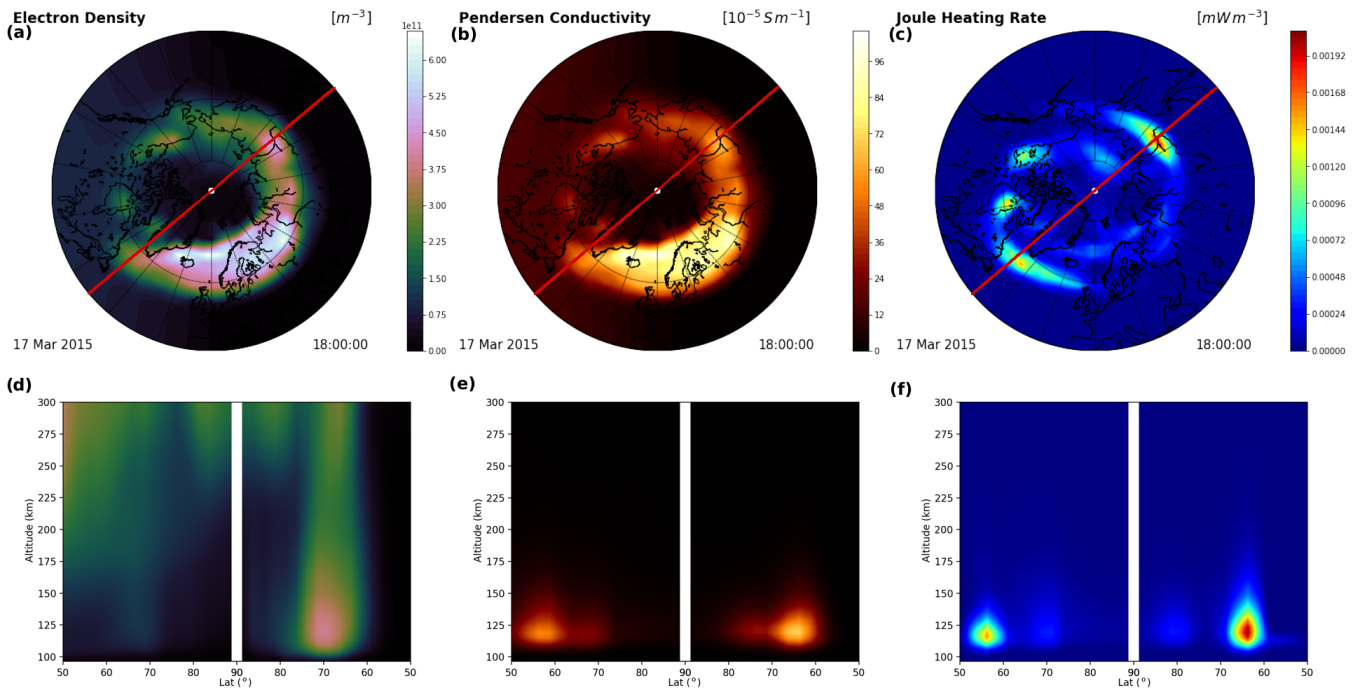 Electron Density [m⁻³]
(a)
1e11
6.00
5.25
4.50
3.75
3.00
2.25
1.50
0.75
0.00
17 Mar 2015 18:00:00
Pendersen Conductivity [10⁻⁵ S m⁻¹]
(b)
96
84
72
60
48
36
24
12
0
17 Mar 2015 18:00:00
Joule Heating Rate [mW m⁻³]
(c)
0.00192
0.00168
0.00144
0.00120
0.00096
0.00072
0.00048
0.00024
0.00000
17 Mar 2015 18:00:00
(d)
300
275
250
225
200
175
150
125
100
Altitude (km)
50 60 70 80 90 80 70 60 50
Lat (°)
(e)
300
275
250
225
200
175
150
125
100
Altitude (km)
50 60 70 80 90 80 70 60 50
Lat (°)
(f)
300
275
250
225
200
175
150
125
100
Altitude (km)
50 60 70 80 90 80 70 60 50
Lat (°)